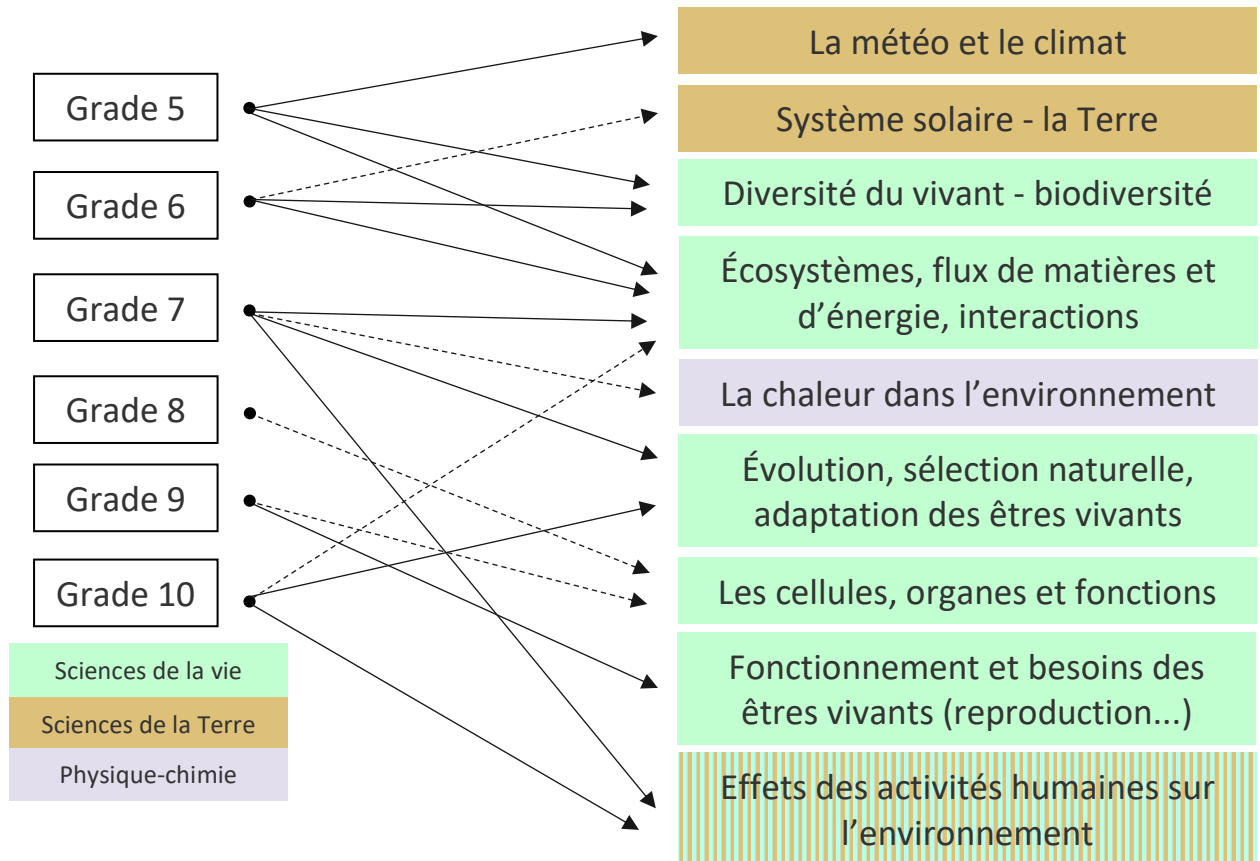 Grade 5
Grade 6
Grade 7
Grade 8
Grade 9
Grade 10
Sciences de la vie
Sciences de la Terre
Physique-chimie
La météo et le climat
Système solaire - la Terre
Diversité du vivant - biodiversité
Écosystèmes, flux de matières et
d’énergie, interactions
La chaleur dans l’environnement
Évolution, sélection naturelle,
adaptation des êtres vivants
Les cellules, organes et fonctions
Fonctionnement et besoins des
êtres vivants (reproduction...)
Effets des activités humaines sur
l’environnement